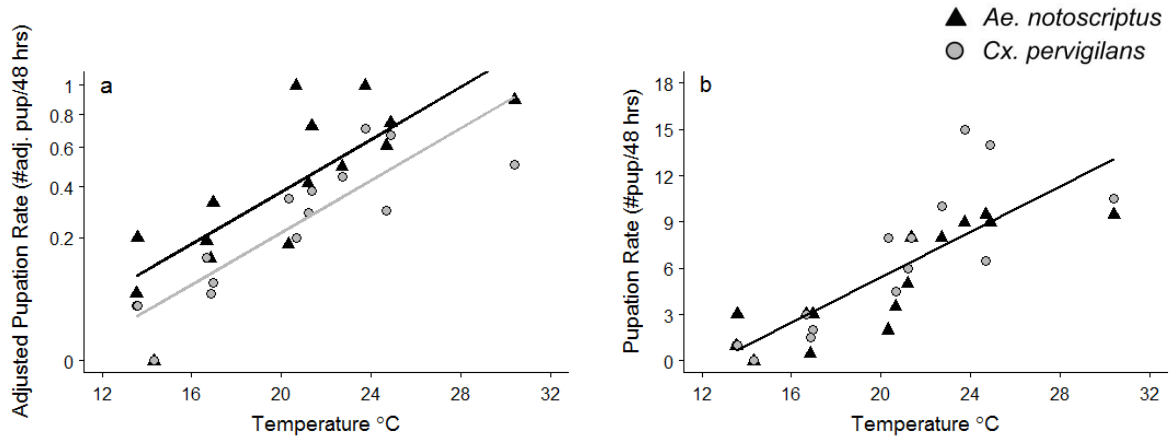 Ae. notoscriptus
Cx. pervigilans
a
Adjusted Pupation Rate (#adj. pup/48 hrs)
1
0.8
0.6
0.4
0.2
0
12 16 20 24 28 32
Temperature °C
b
Pupation Rate (#pup/48 hrs)
18
15
12
9
6
3
0
12 16 20 24 28 32
Temperature °C